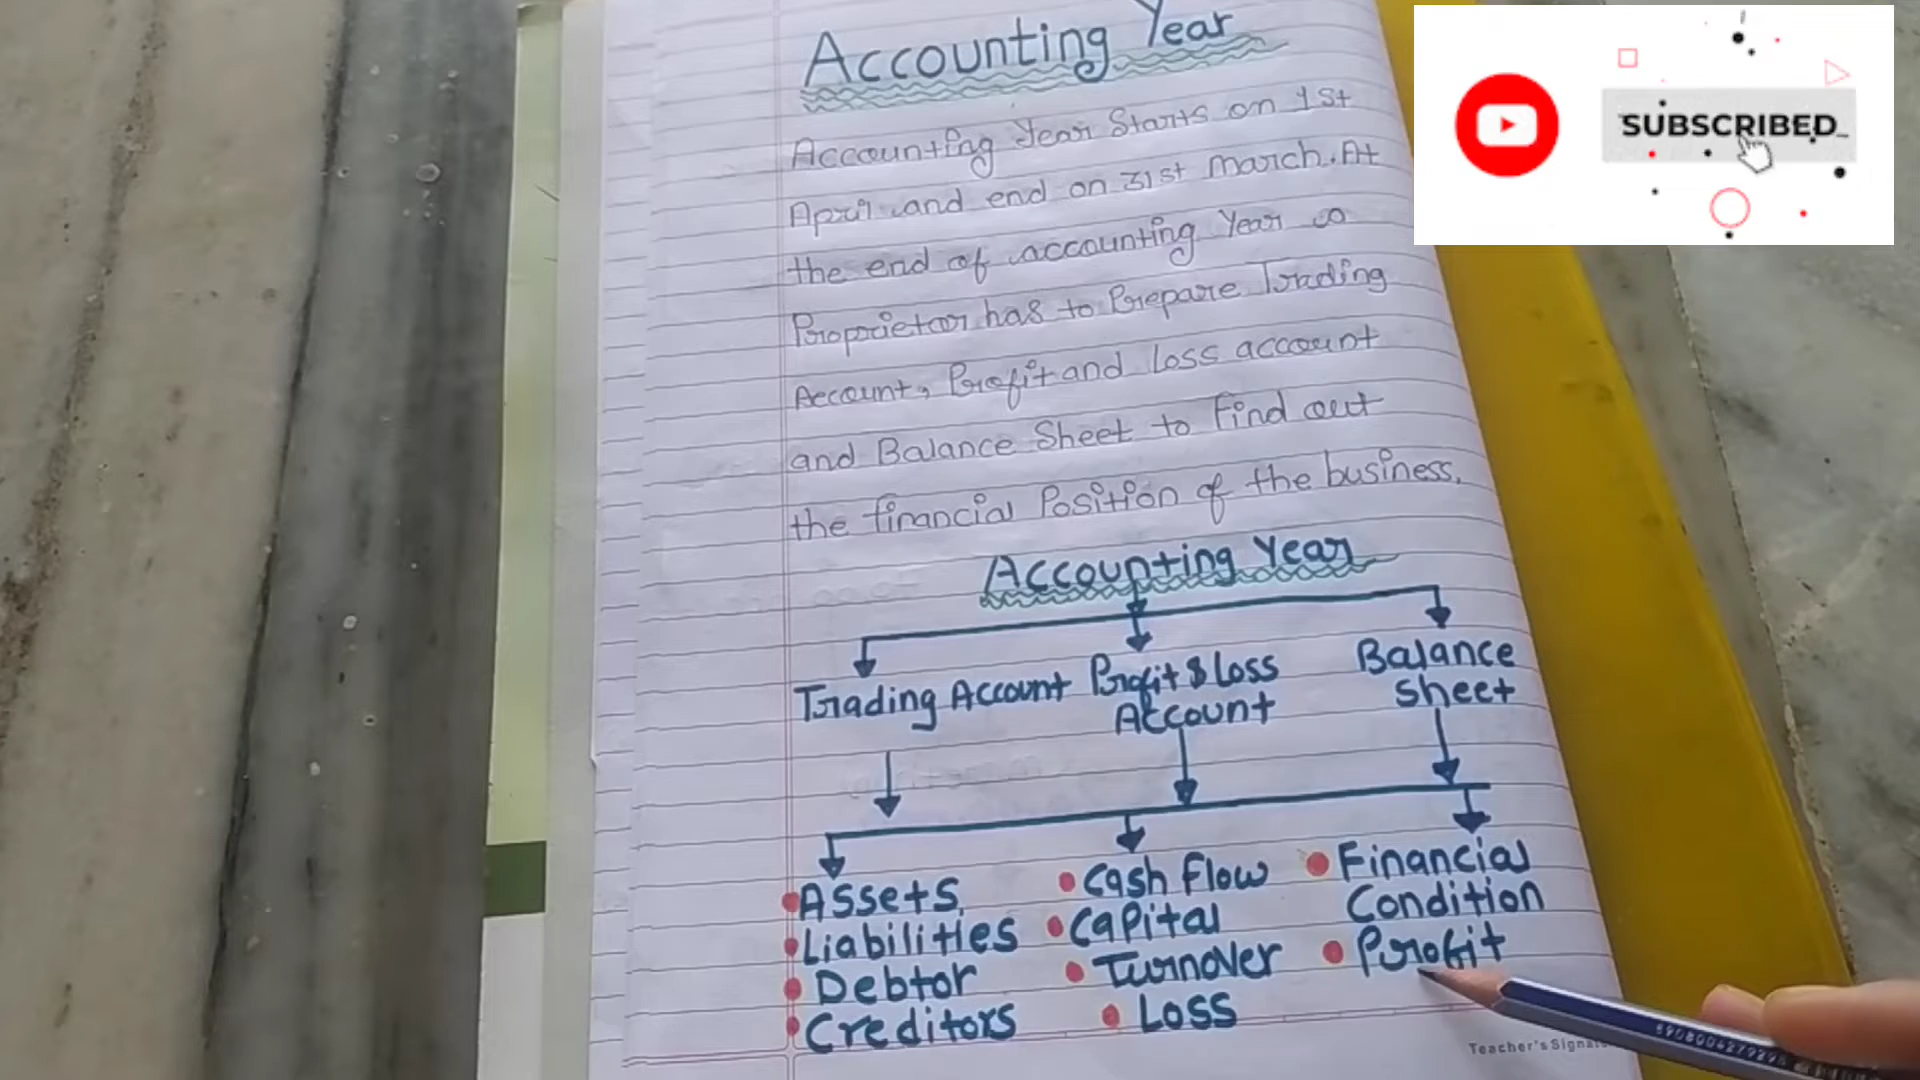 Accounting Year
Accounting Year Starts on 1st
April and end on 31st march. At
the end of accounting Year a
Proprietor has to Prepare Trading
Account, Profit and Loss account
and Balance Sheet to Find out
the financial Position of the business.
Accounting Year
Trading Account
Profit & Loss
Account
Balance
Sheet
Assets
Liabilities
Debtor
Creditors
Cash Flow
Capital
Turnover
Loss
Financial
Condition
Profit
SUBSCRIBED